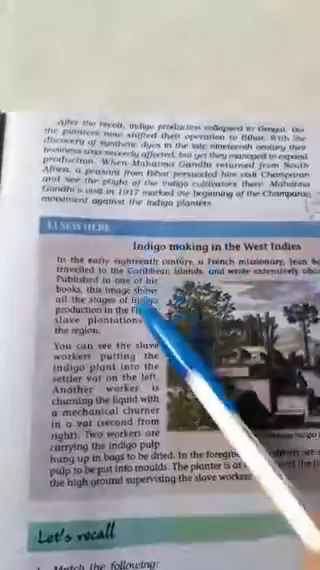 After the revolt, indigo production collapsed in Bengal. But
the planters now shifted their operation to Bihar. With the
discovery of synthetic dyes in the late nineteenth century their
business was severely affected, but yet they managed to expand
production. When Mahatma Gandhi returned from South
Africa, a peasant from Bihar persuaded him visit Champaran
and see the plight of the indigo cultivators there. Mahatma
Gandhi's visit in 1917 marked the beginning of the Champaran
movement against the indigo planters.
Indigo making in the West Indies
In the early eighteenth century, a French missionary, Jean
travelled to the Caribbean islands, and wrote extensively
Published in one of his
books, this image shows
all the stages of indigo
production in the
slave plantations
the region.
You can see the slave
workers putting the
indigo plant into the
settler vat on the left.
Another worker is
churning the liquid with
a mechanical churner
in a vat (second from
right). Two workers are
carrying the indigo pulp
hung up in bags to be dried. In the
pulp to be put into moulds. The planter is
the high ground supervising the slave workers
Let's recall
1. Match the following: